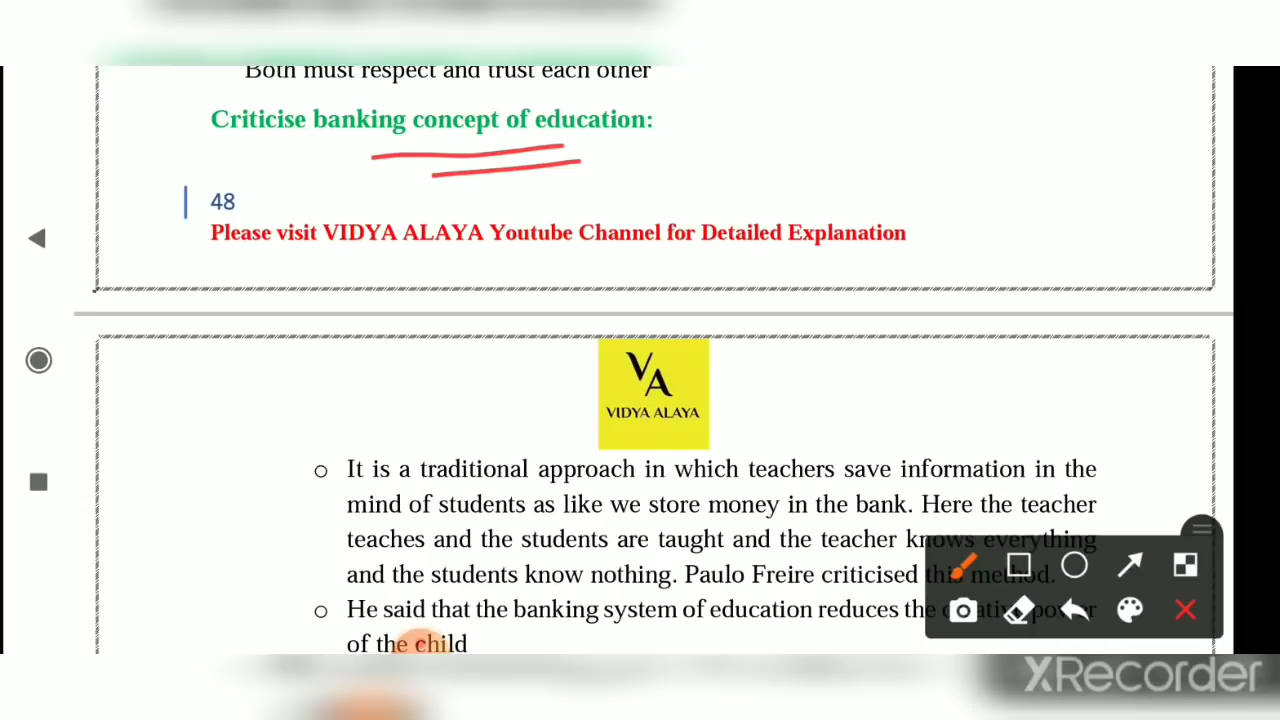 Both must respect and trust each other
Criticise banking concept of education:
48
Please visit VIDYA ALAYA Youtube Channel for Detailed Explanation
VA
VIDYA ALAYA
o It is a traditional approach in which teachers save information in the
mind of students as like we store money in the bank. Here the teacher
teaches and the students are taught and the teacher knows everything
and the students know nothing. Paulo Freire criticised this method.
o He said that the banking system of education reduces the creative power
of the child
XRecorder